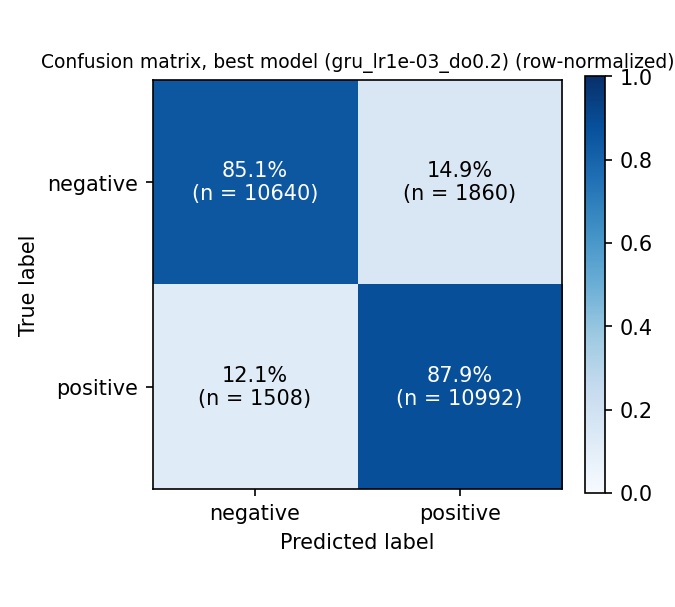 Confusion matrix, best model (gru_lr1e-03_do0.2) (row-normalized)
True label
negative
positive
85.1%
(n = 10640)
14.9%
(n = 1860)
12.1%
(n = 1508)
87.9%
(n = 10992)
negative
positive
Predicted label
1.0
0.8
0.6
0.4
0.2
0.0